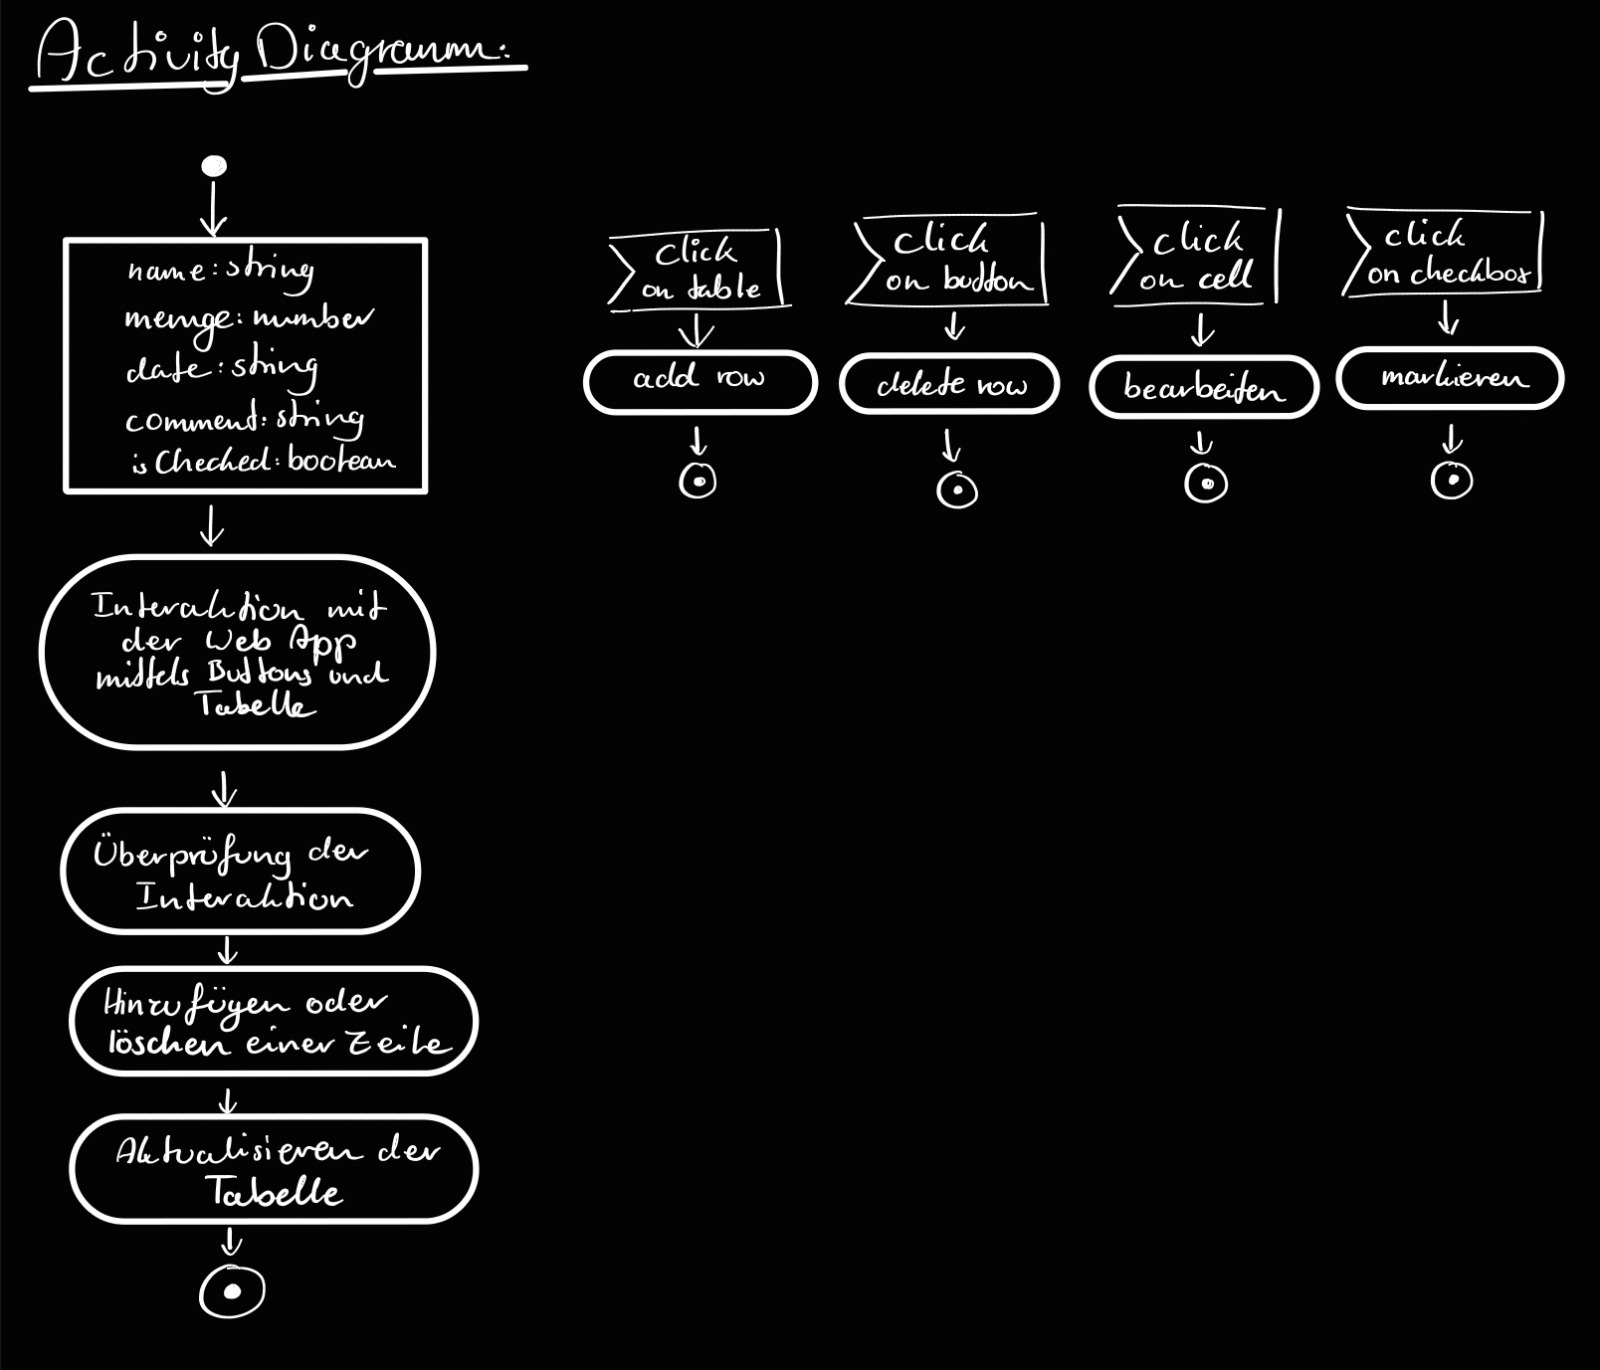 Activity Diagramm:
name: string
menge: number
date: string
comment: string
isChecked: boolean
Interaktion mit
der Web App
mittels Buttons und
Tabelle
Überprüfung der
Interaktion
Hinzufügen oder
löschen einer Zeile
Aktualisieren der
Tabelle
click
on table
add row
click
on button
delete row
click
on cell
bearbeiten
click
on checkbox
markieren